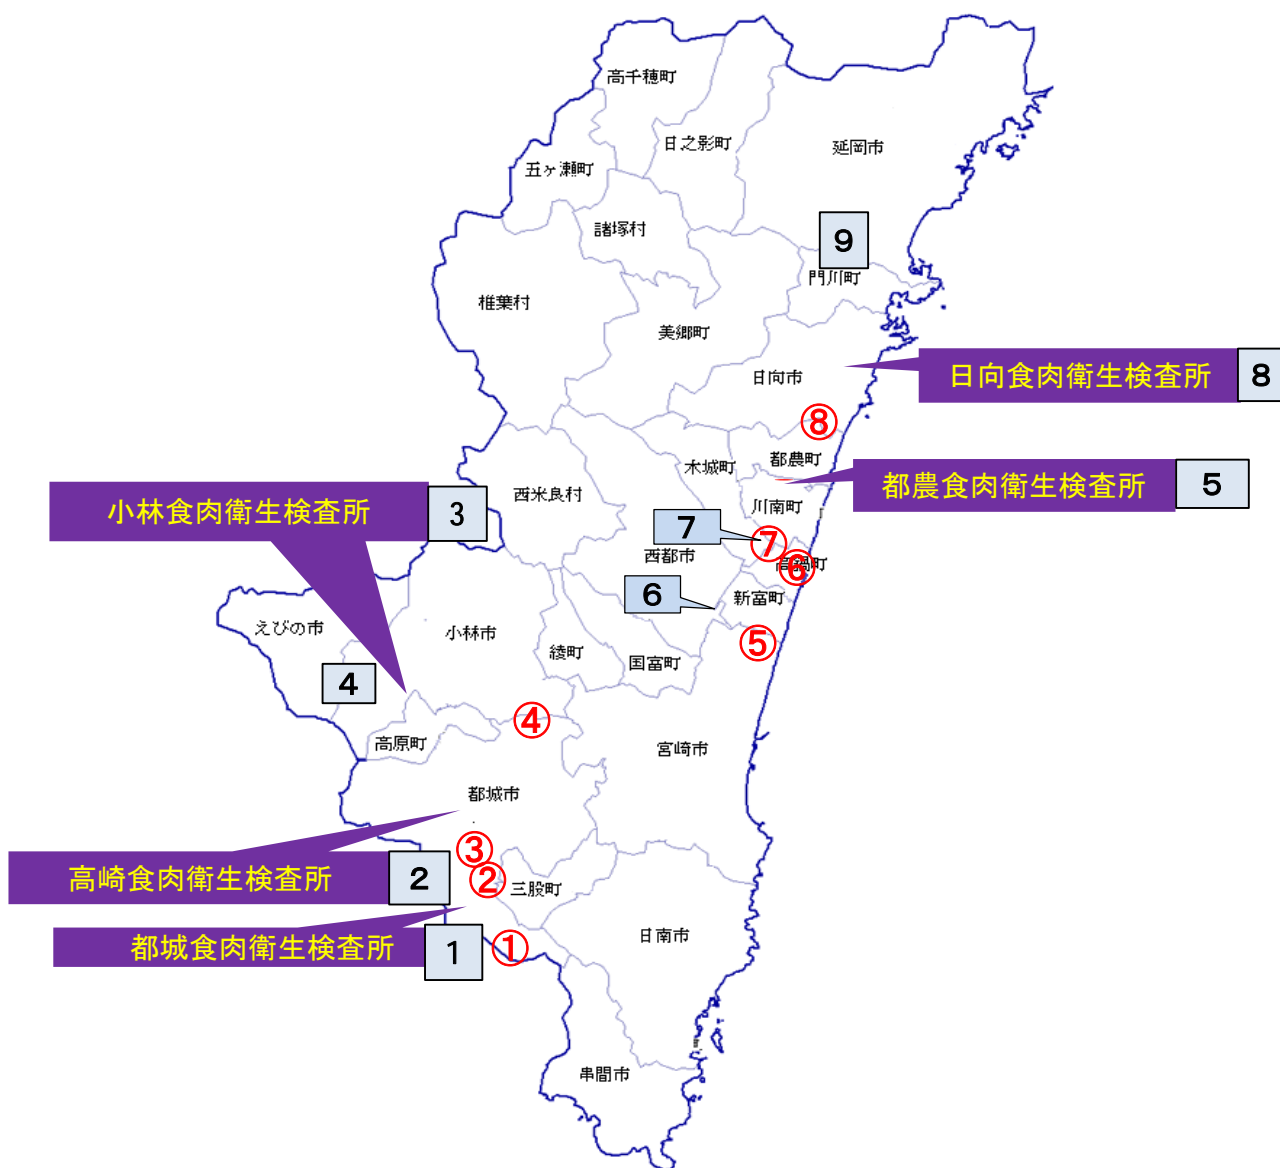 高千穂町
日之影町
延岡市
五ヶ瀬町
諸塚村
9
門川町
椎葉村
美郷町
日向市
日向食肉衛生検査所
8
⑧
木城町
都農町
都農食肉衛生検査所
5
西米良村
川南町
小林食肉衛生検査所
3
7
⑦
西都市
高鍋町
⑥
6
新富町
えびの市
小林市
綾町
国富町
⑤
4
④
高原町
宮崎市
都城市
③
高崎食肉衛生検査所
2
②
三股町
都城食肉衛生検査所
1
①
日南市
串間市